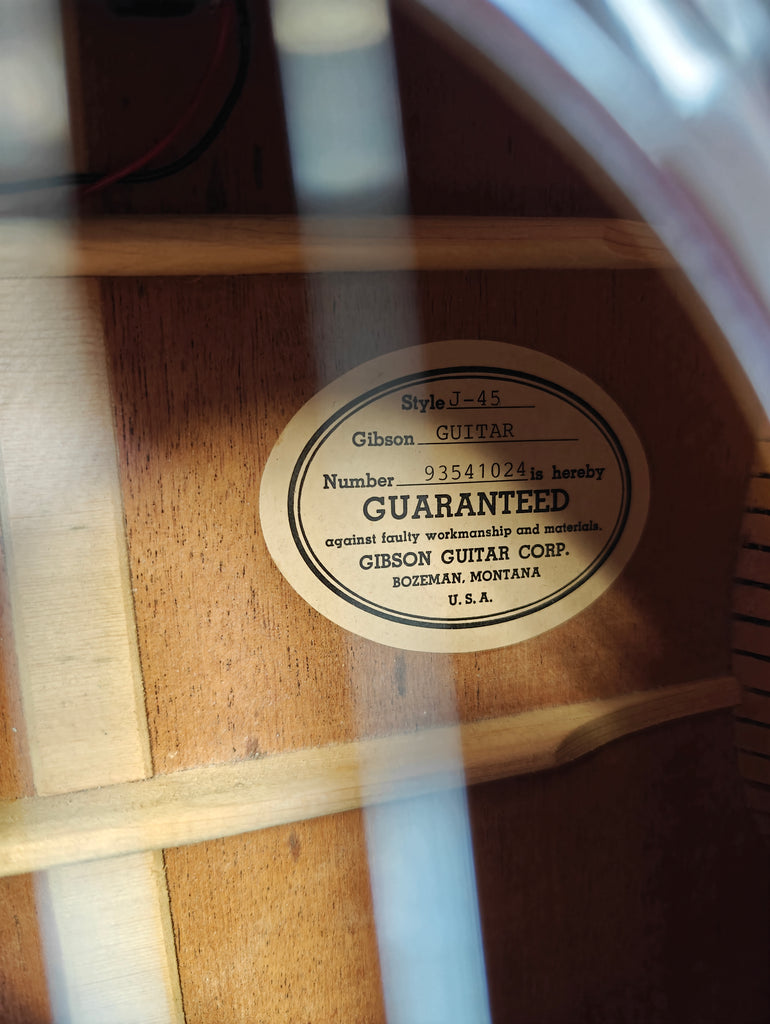 Style J-45
Gibson GUITAR
Number 93541024 is hereby
GUARANTEED
against faulty workmanship and materials.
GIBSON GUITAR CORP.
BOZEMAN, MONTANA
U. S. A.